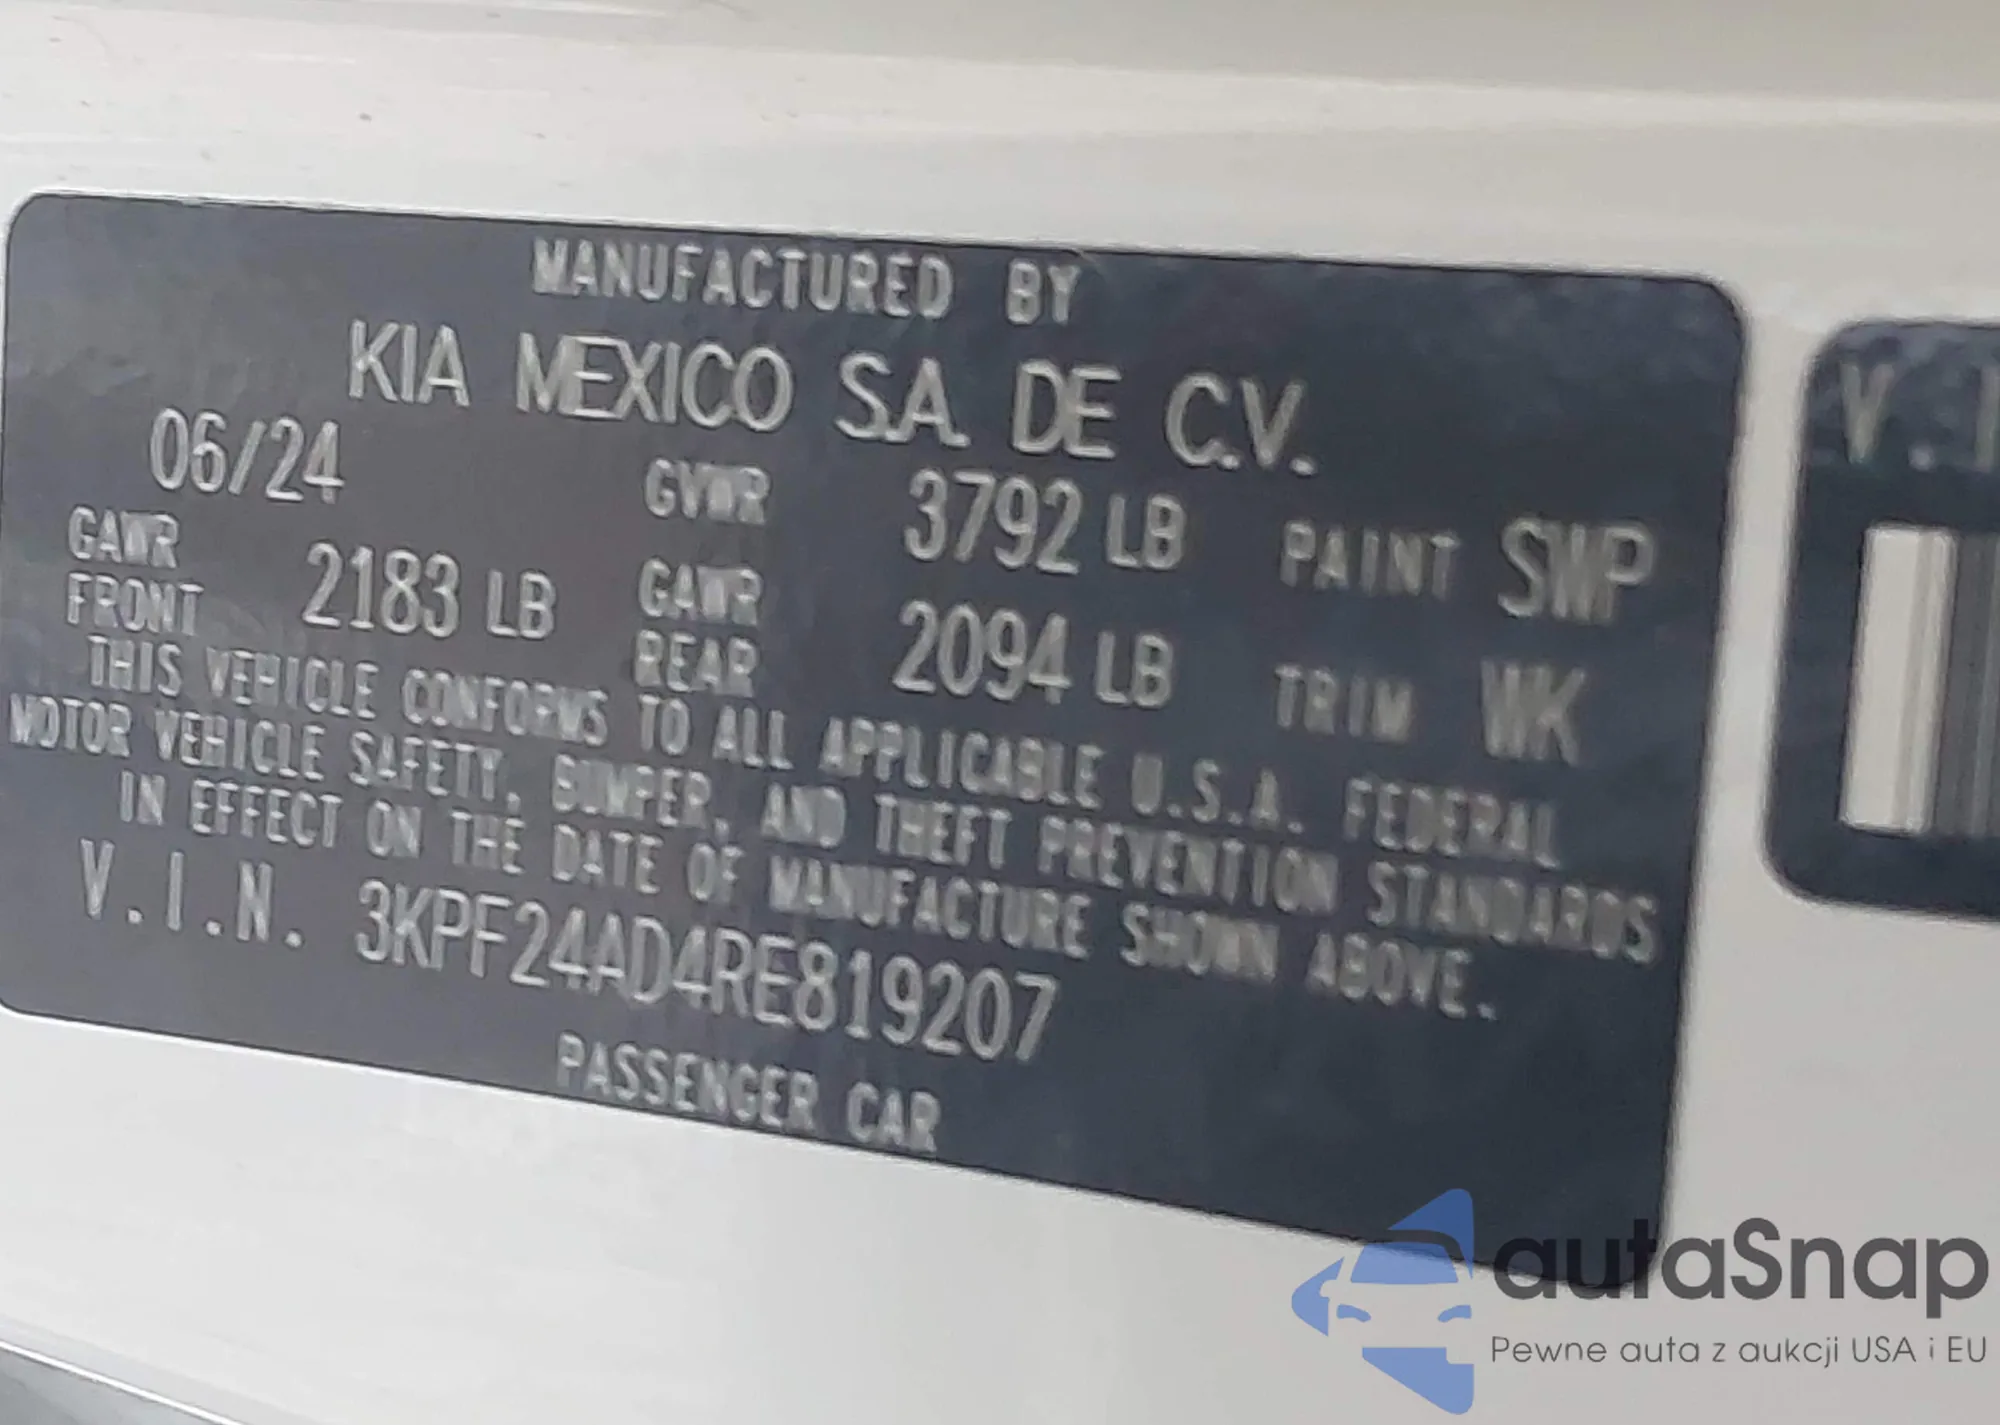 MANUFACTURED BY
KIA MEXICO S.A. DE C.V.
06/24 GVWR 3792 LB PAINT SWP
GAWR FRONT 2183 LB GAWR REAR 2094 LB TRIM WK
THIS VEHICLE CONFORMS TO ALL APPLICABLE U.S.A. FEDERAL
MOTOR VEHICLE SAFETY, BUMPER, AND THEFT PREVENTION STANDARDS
IN EFFECT ON THE DATE OF MANUFACTURE SHOWN ABOVE.
V.I.N. 3KPF24AD4RE819207
PASSENGER CAR
V.I
autaSnap
Pewne auta z aukcji USA i EU